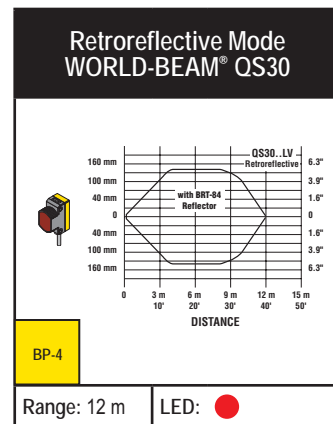 Retroreflective Mode
WORLD-BEAM® QS30
QS30..LV
Retroreflective
with BRT-84
Reflector
160 mm 6.3"
100 mm 3.9"
40 mm 1.6"
0 0
40 mm 1.6"
100 mm 3.9"
160 mm 6.3"
0 3 m 6 m 9 m 12 m 15 m
10' 20' 30' 40' 50'
DISTANCE
BP-4
Range: 12 m LED: